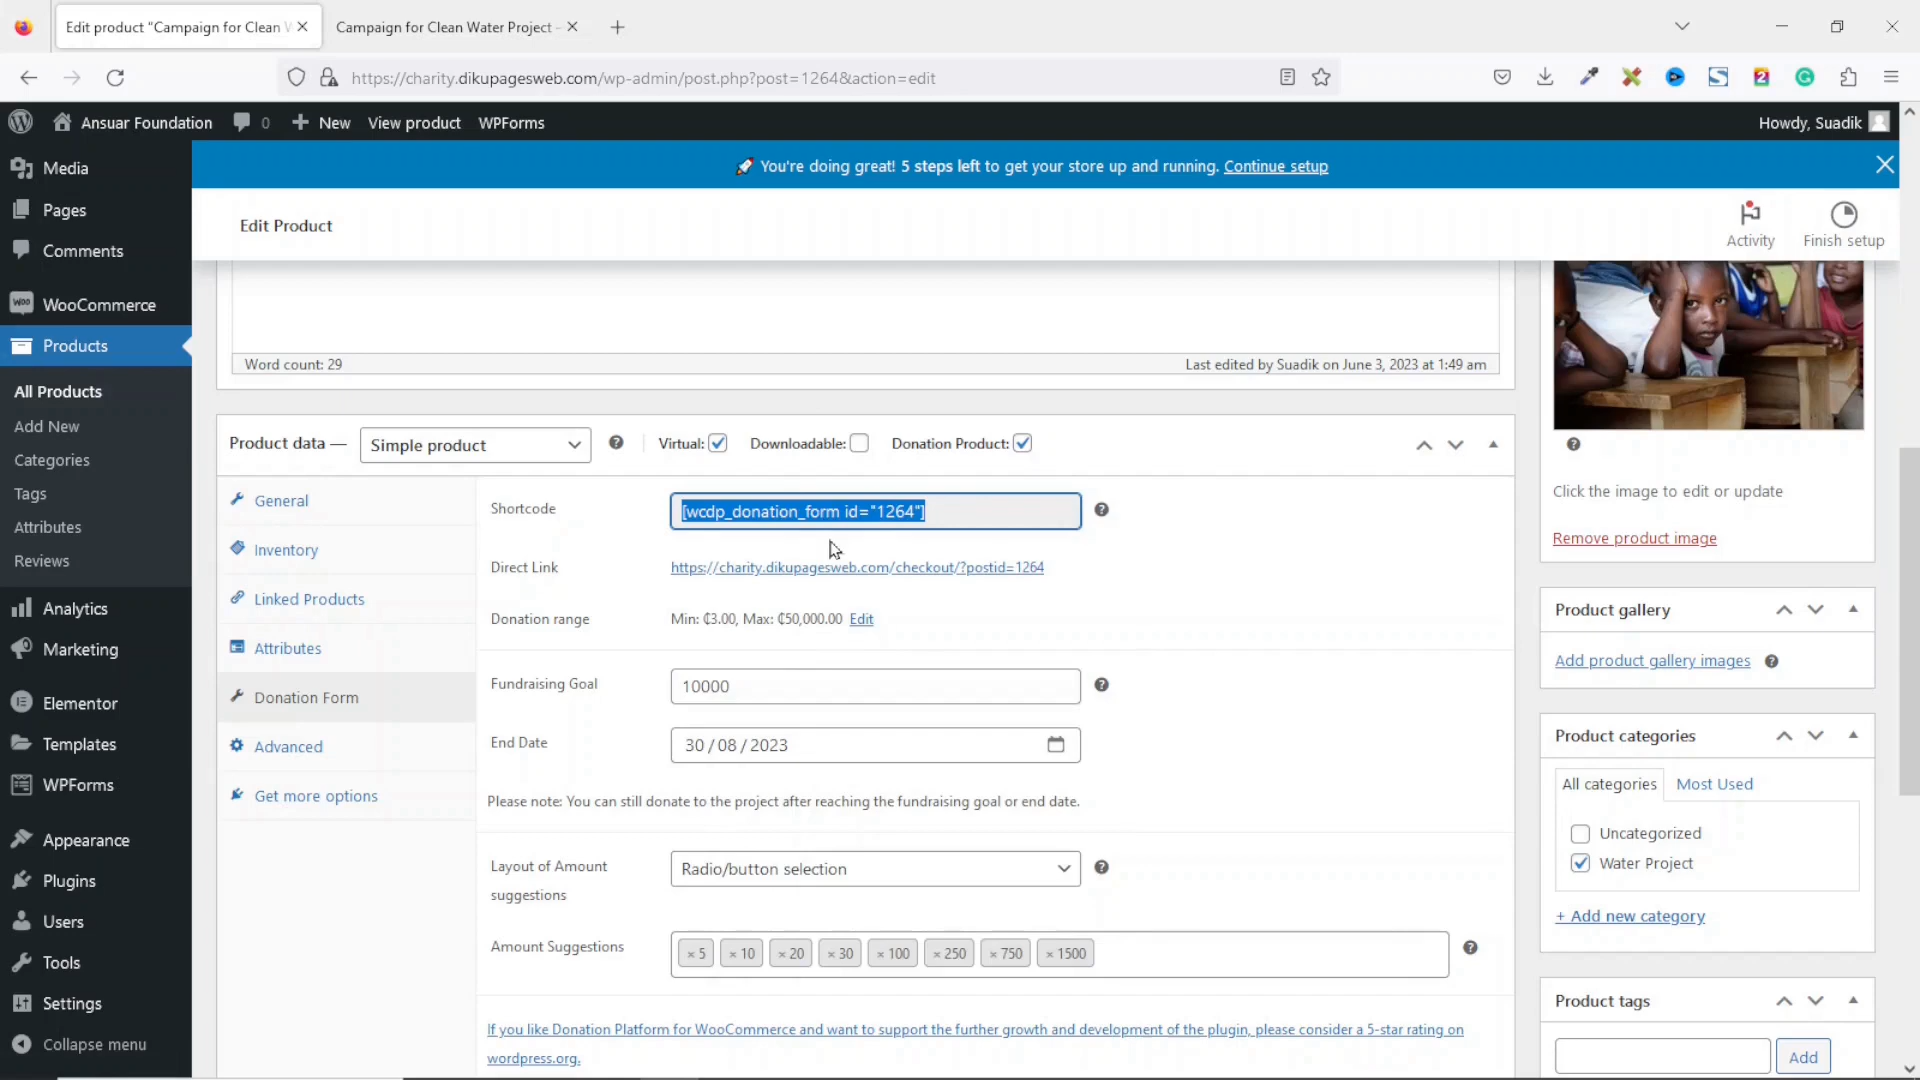 Edit product "Campaign for Clean W
Campaign for Clean Water Project -
https://charity.dikupagesweb.com/wp-admin/post.php?post=1264&action=edit
Ansuar Foundation
0
New
View product
WPForms
Howdy, Suadik
Media
Pages
Comments
WooCommerce
Products
All Products
Add New
Categories
Tags
Attributes
Reviews
Analytics
Marketing
Elementor
Templates
WPForms
Appearance
Plugins
Users
Tools
Settings
Collapse menu
You're doing great! 5 steps left to get your store up and running. Continue setup
Edit Product
Activity
Finish setup
Word count: 29
Last edited by Suadik on June 3, 2023 at 1:49 am
Product data —
Simple product
Virtual:
Downloadable:
Donation Product:
General
Inventory
Linked Products
Attributes
Donation Form
Advanced
Get more options
Shortcode
[wcdp_donation_form id="1264"]
Direct Link
https://charity.dikupagesweb.com/checkout/?postid=1264
Donation range
Min: ₵3.00, Max: ₵50,000.00 Edit
Fundraising Goal
10000
End Date
30/08/2023
Please note: You can still donate to the project after reaching the fundraising goal or end date.
Layout of Amount
suggestions
Radio/button selection
Amount Suggestions
×5 ×10 ×20 ×30 ×100 ×250 ×750 ×1500
If you like Donation Platform for WooCommerce and want to support the further growth and development of the plugin, please consider a 5-star rating on
wordpress.org.
Click the image to edit or update
Remove product image
Product gallery
Add product gallery images
Product categories
All categories
Most Used
Uncategorized
Water Project
+ Add new category
Product tags
Add